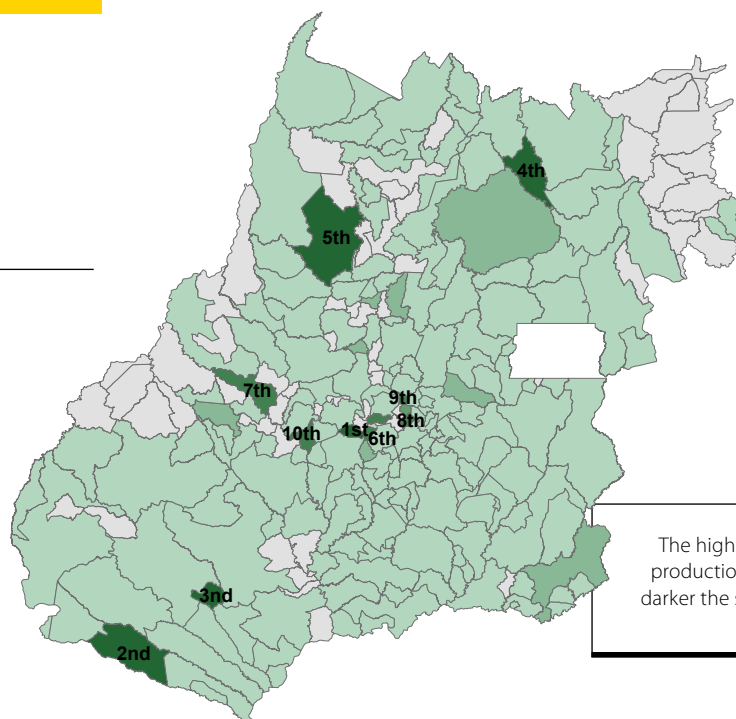 4th
5th
7th
9th
8th
10th
1st
6th
3nd
2nd
The high
productio
darker the s